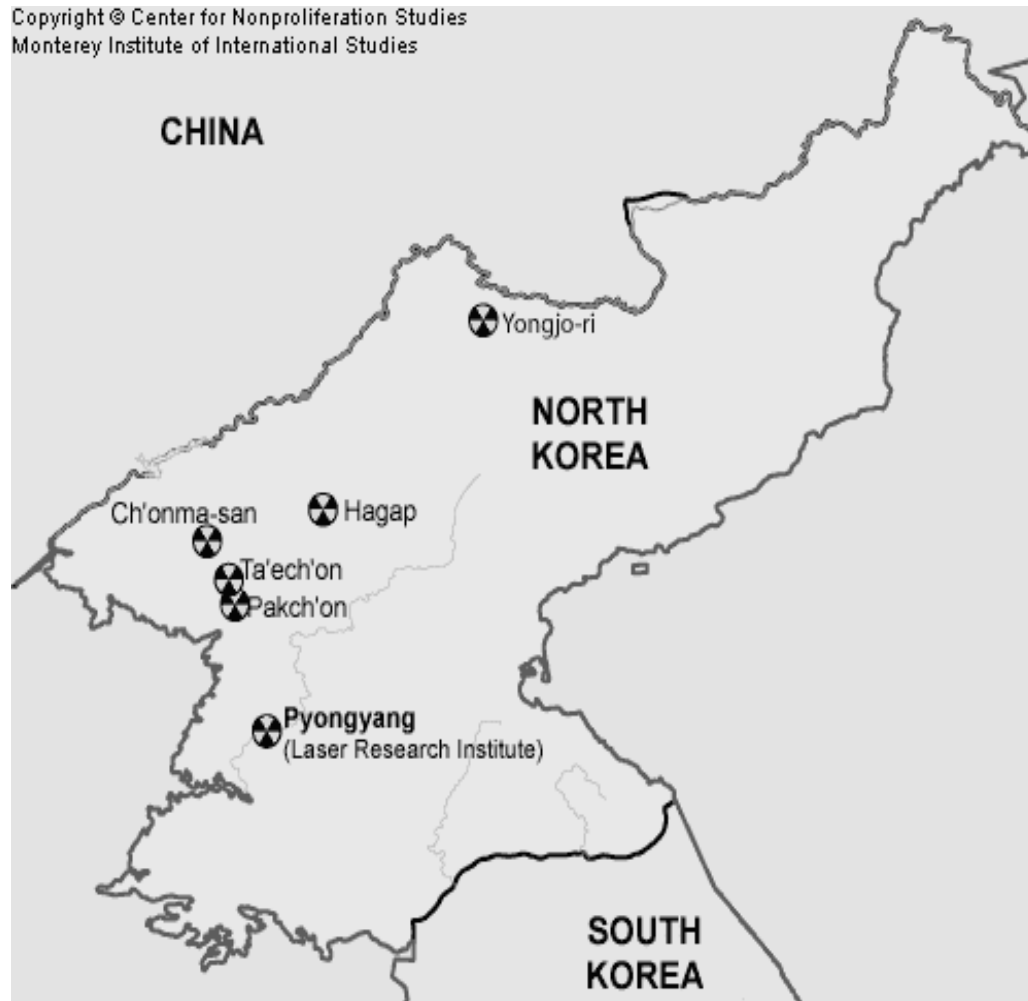 Copyright © Center for Nonproliferation Studies
Monterey Institute of International Studies
CHINA
Yongjo-ri
NORTH
KOREA
Ch'onma-san
Hagap
Ta'ech'on
Pakch'on
Pyongyang
(Laser Research Institute)
SOUTH
KOREA